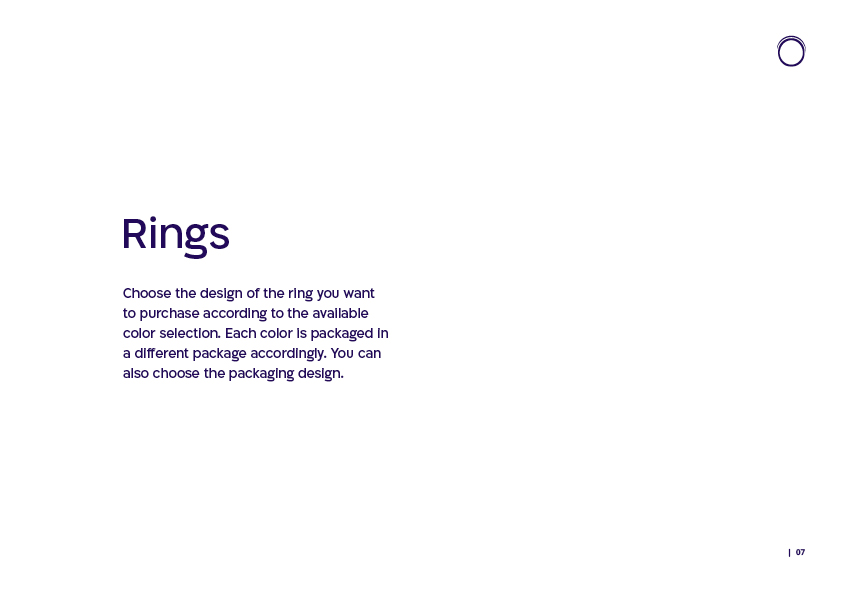 Rings
Choose the design of the ring you want
to purchase according to the available
color selection. Each color is packaged in
a different package accordingly. You can
also choose the packaging design.
| 07